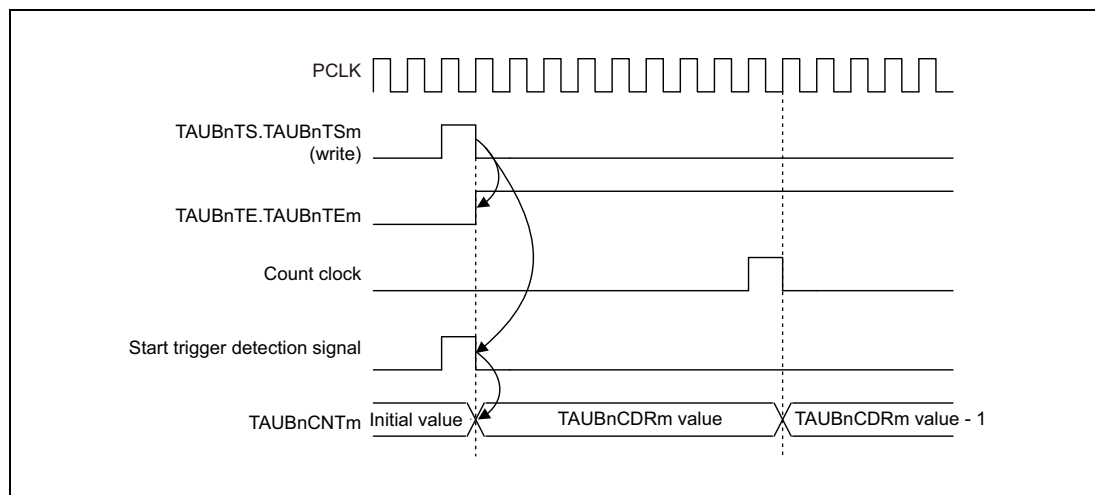 PCLK
TAUBnTS.TAUBnTSm
(write)
TAUBnTE.TAUBnTEm
Count clock
Start trigger detection signal
TAUBnCNTm
Initial value
TAUBnCDRm value
TAUBnCDRm value - 1